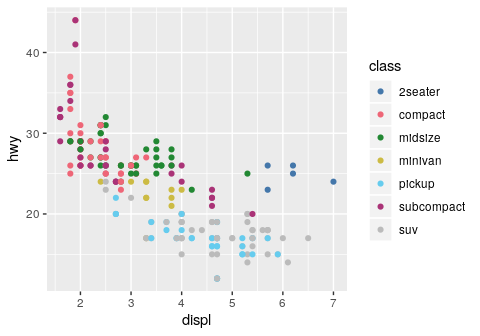 hwy
40
30
20
2
3
4
5
6
7
displ
class
2seater
compact
midsize
minivan
pickup
subcompact
suv